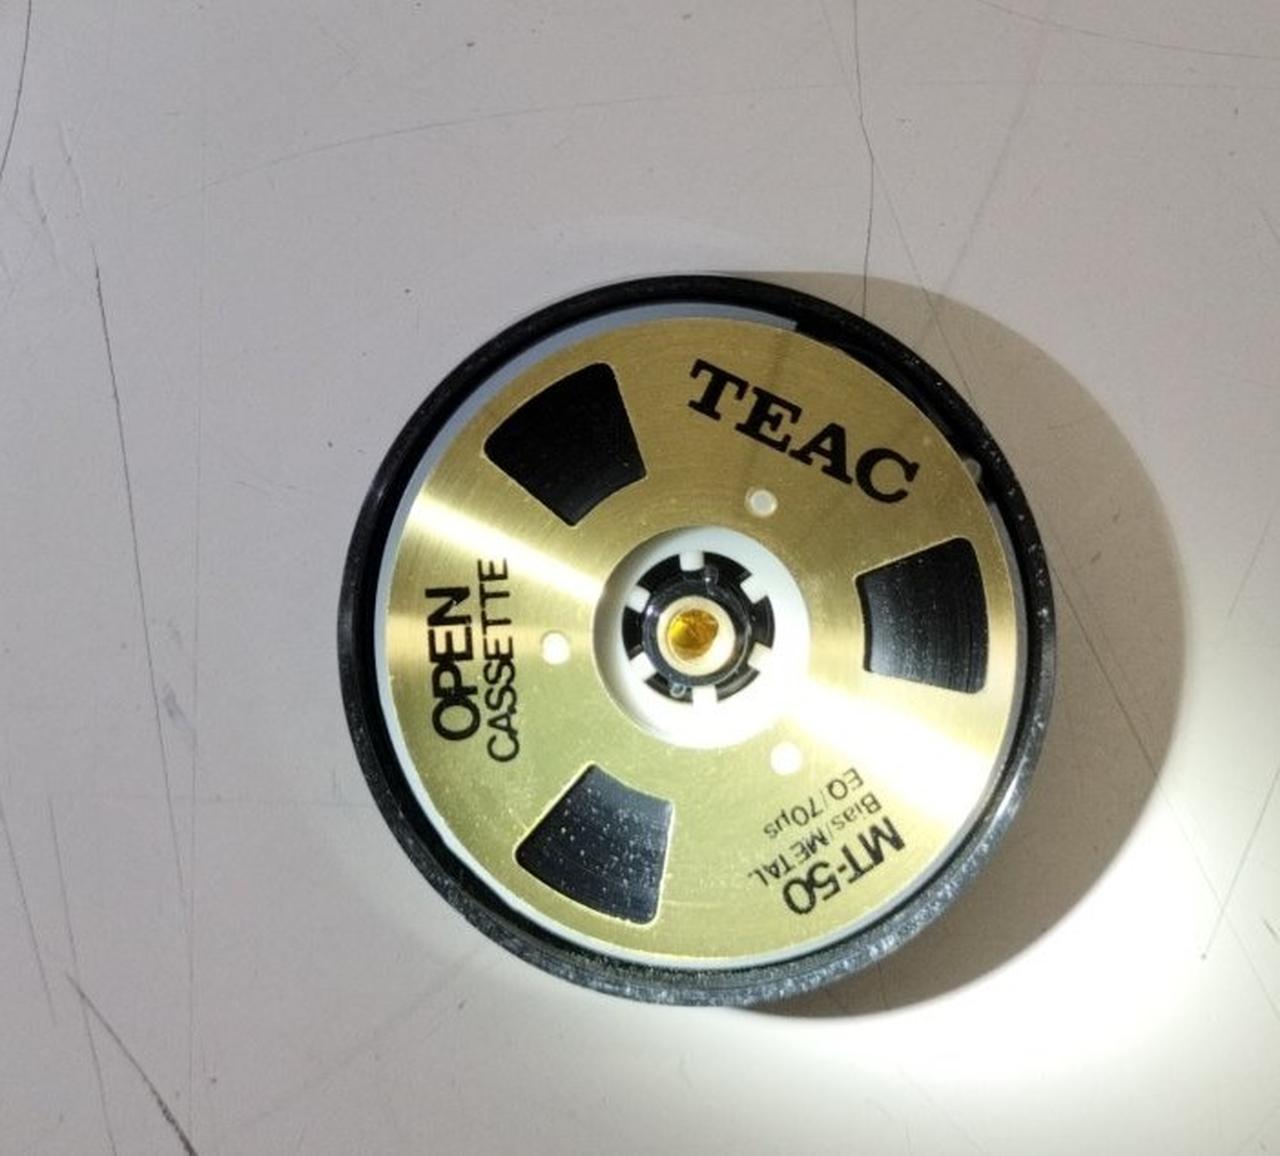 TEAC
OPEN
CASSETTE
MT-50
Bias/METAL
EQ/70µs